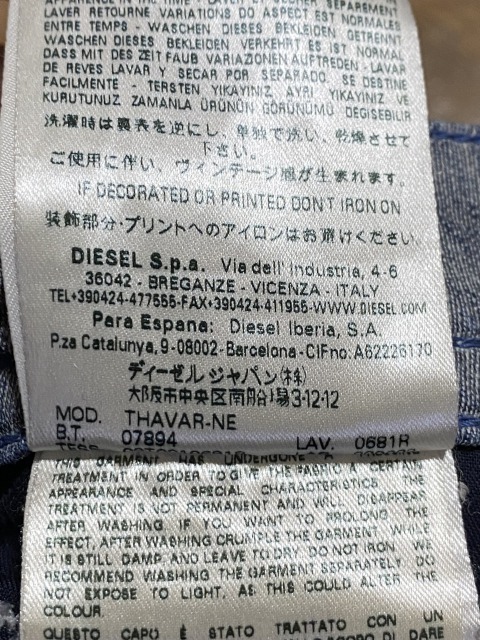 LAVER RETOURNE VARIATIONS DO ASPECT EST NORMALES
ENTRE TEMPS - WASCHEN DIESES BEKLEIDEN GETRENNT
WASCHEN DIESES BEKLEIDEN VERKEHRT ES IST NORMAL
DASS MIT DES ZEIT FAUB VARIAZIONEN AUFTREDEN - LAVAR
DE REVES LAVAR Y SECAR POR SEPARADO. SE DESTINE
FACILMENTE - TERSTEN YIKAYINIZ AYRI YIKAYINIZ VE
KURUTUNUZ ZAMANLA ÜRÜNÜN GÖRÜNÜMÜ DEGISEBILIR
洗濯時は裏表を逆にし、単独で洗い、乾燥させて
下さい。
ご使用に伴い、ヴィンテージ感が生まれます。
IF DECORATED OR PRINTED DON'T IRON ON
装飾部分・プリントへのアイロンはお避けください。
DIESEL S.p.a. Via dell' Industria, 4-6
36042 - BREGANZE - VICENZA - ITALY
TEL+390424-477555-FAX+390424-411955-WWW.DIESEL.COM
Para Espana: Diesel Iberia, S.A.
P.za Catalunya,9-08002-Barcelona-CIFno:A62226170
ディーゼルジャパン(株)
大阪市中央区南船場3-12-12
MOD. THAVAR-NE
B.T. 07894 LAV. 0681R
THIS GARMENT HAS UNDERGONE A
TREATMENT IN ORDER TO GIVE THE FABRIC A CERTAIN
APPEARANCE AND SPECIAL CHARACTERISTICS THE
TREATMENT IS NOT PERMANENT AND WILL DISAPPEAR
AFTER WASHING. IF YOU WANT TO PROLONG THE
EFFECT, AFTER WASHING CRUMPLE THE GARMENT WHILE
IT IS STILL DAMP AND LEAVE TO DRY DO NOT IRON. WE
RECOMMEND WASHING THE GARMENT SEPARATELY DO
NOT EXPOSE TO LIGHT, AS THIS COULD ALTER THE
COLOUR.
QUESTO CAPO È STATO TRATTATO CON UN